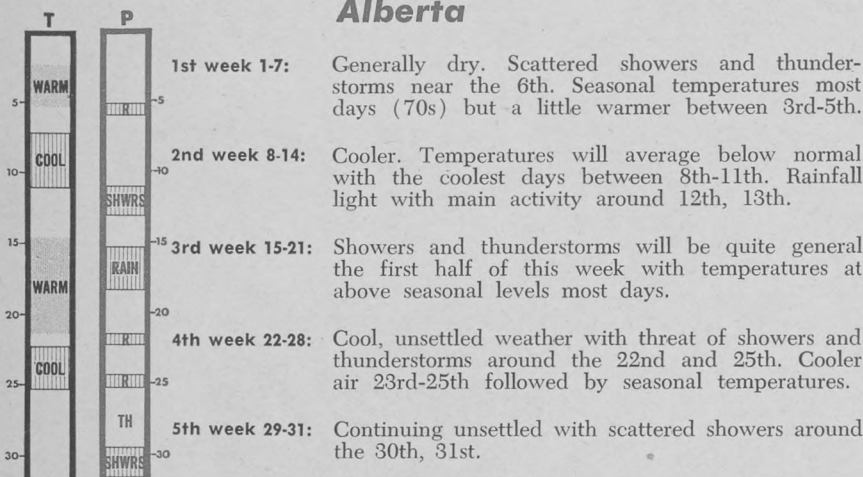 Alberta
T P
WARM
5-
COOL
10-
15-
WARM
20-
COOL
25-
30-
-5
R
-10
SHWRS
-15
RAIN
-20
R
R
-25
TH
-30
SHWRS
1st week 1-7: Generally dry. Scattered showers and thunder-
storms near the 6th. Seasonal temperatures most
days (70s) but a little warmer between 3rd-5th.
2nd week 8-14: Cooler. Temperatures will average below normal
with the coolest days between 8th-11th. Rainfall
light with main activity around 12th, 13th.
3rd week 15-21: Showers and thunderstorms will be quite general
the first half of this week with temperatures at
above seasonal levels most days.
4th week 22-28: Cool, unsettled weather with threat of showers and
thunderstorms around the 22nd and 25th. Cooler
air 23rd-25th followed by seasonal temperatures.
5th week 29-31: Continuing unsettled with scattered showers around
the 30th, 31st.